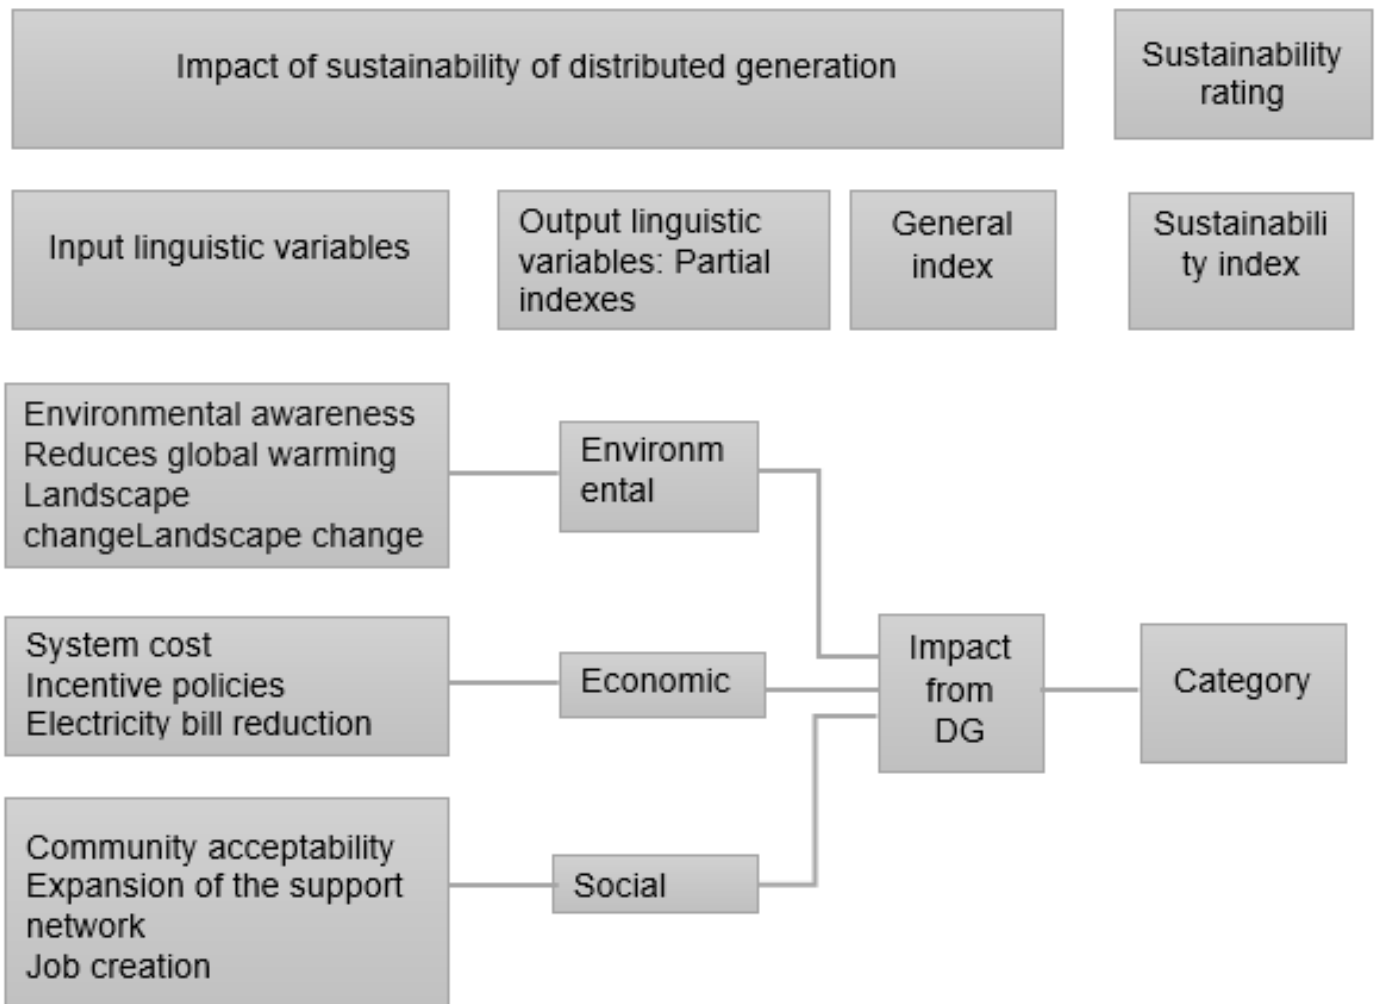 Impact of sustainability of distributed generation
Sustainability
rating
Input linguistic variables
Output linguistic
variables: Partial
indexes
General
index
Sustainabili
ty index
Environmental awareness
Reduces global warming
Landscape
changeLandscape change
Environm
ental
System cost
Incentive policies
Electricity bill reduction
Economic
Impact
from
DG
Category
Community acceptability
Expansion of the support
network
Job creation
Social